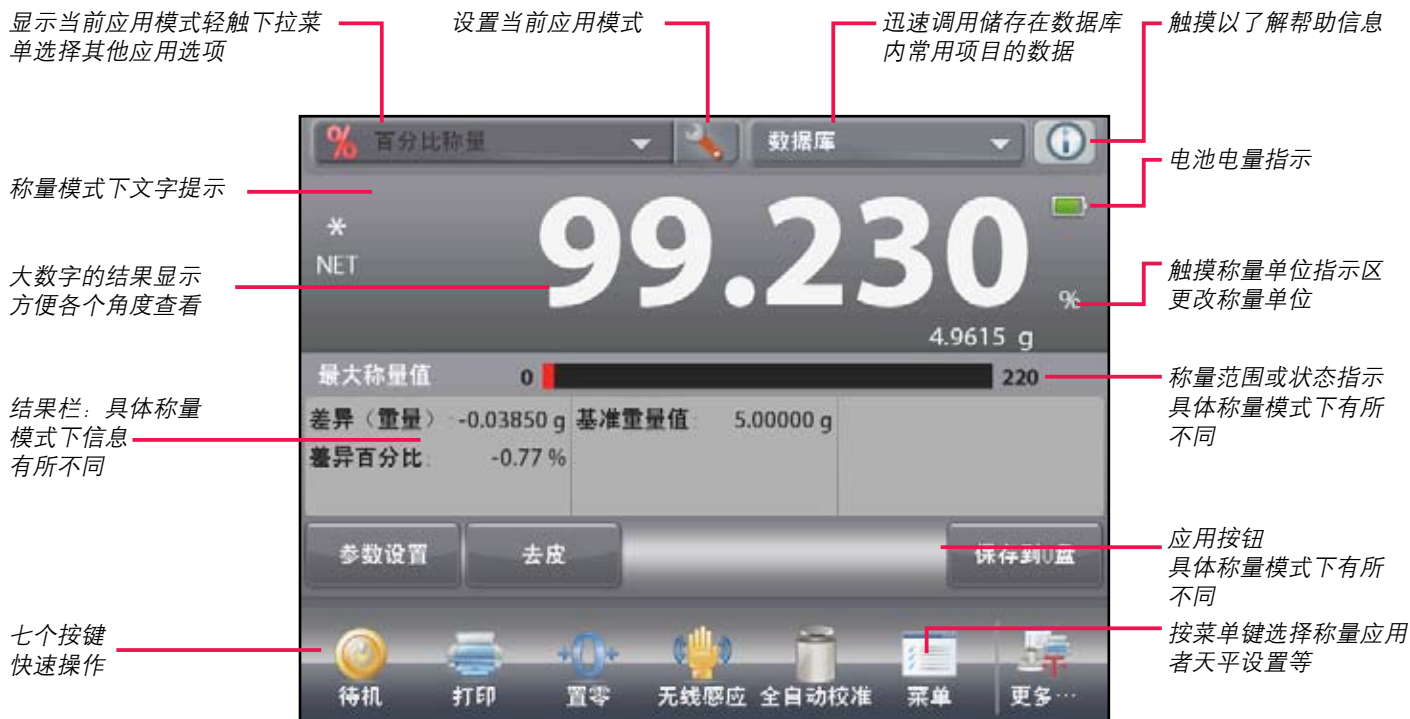 显示当前应用模式轻触下拉菜
单选择其他应用选项
设置当前应用模式
迅速调用储存在数据库
内常用项目的数据
触摸以了解帮助信息
% 百分比称量
数据库
电池电量指示
称量模式下文字提示
*
NET
99.230
%
4.9615 g
大数字的结果显示
方便各个角度查看
触摸称量单位指示区
更改称量单位
最大称量值 0 220
称量范围或状态指示
具体称量模式下有所
不同
结果栏：具体称量
模式下信息
有所不同
差异（重量） -0.03850 g 基准重量值: 5.00000 g
差异百分比: -0.77 %
参数设置 去皮 保存到U盘
应用按钮
具体称量模式下有所
不同
七个按键
快速操作
按菜单键选择称量应用
者天平设置等
待机 打印 置零 无线感应 全自动校准 菜单 更多…